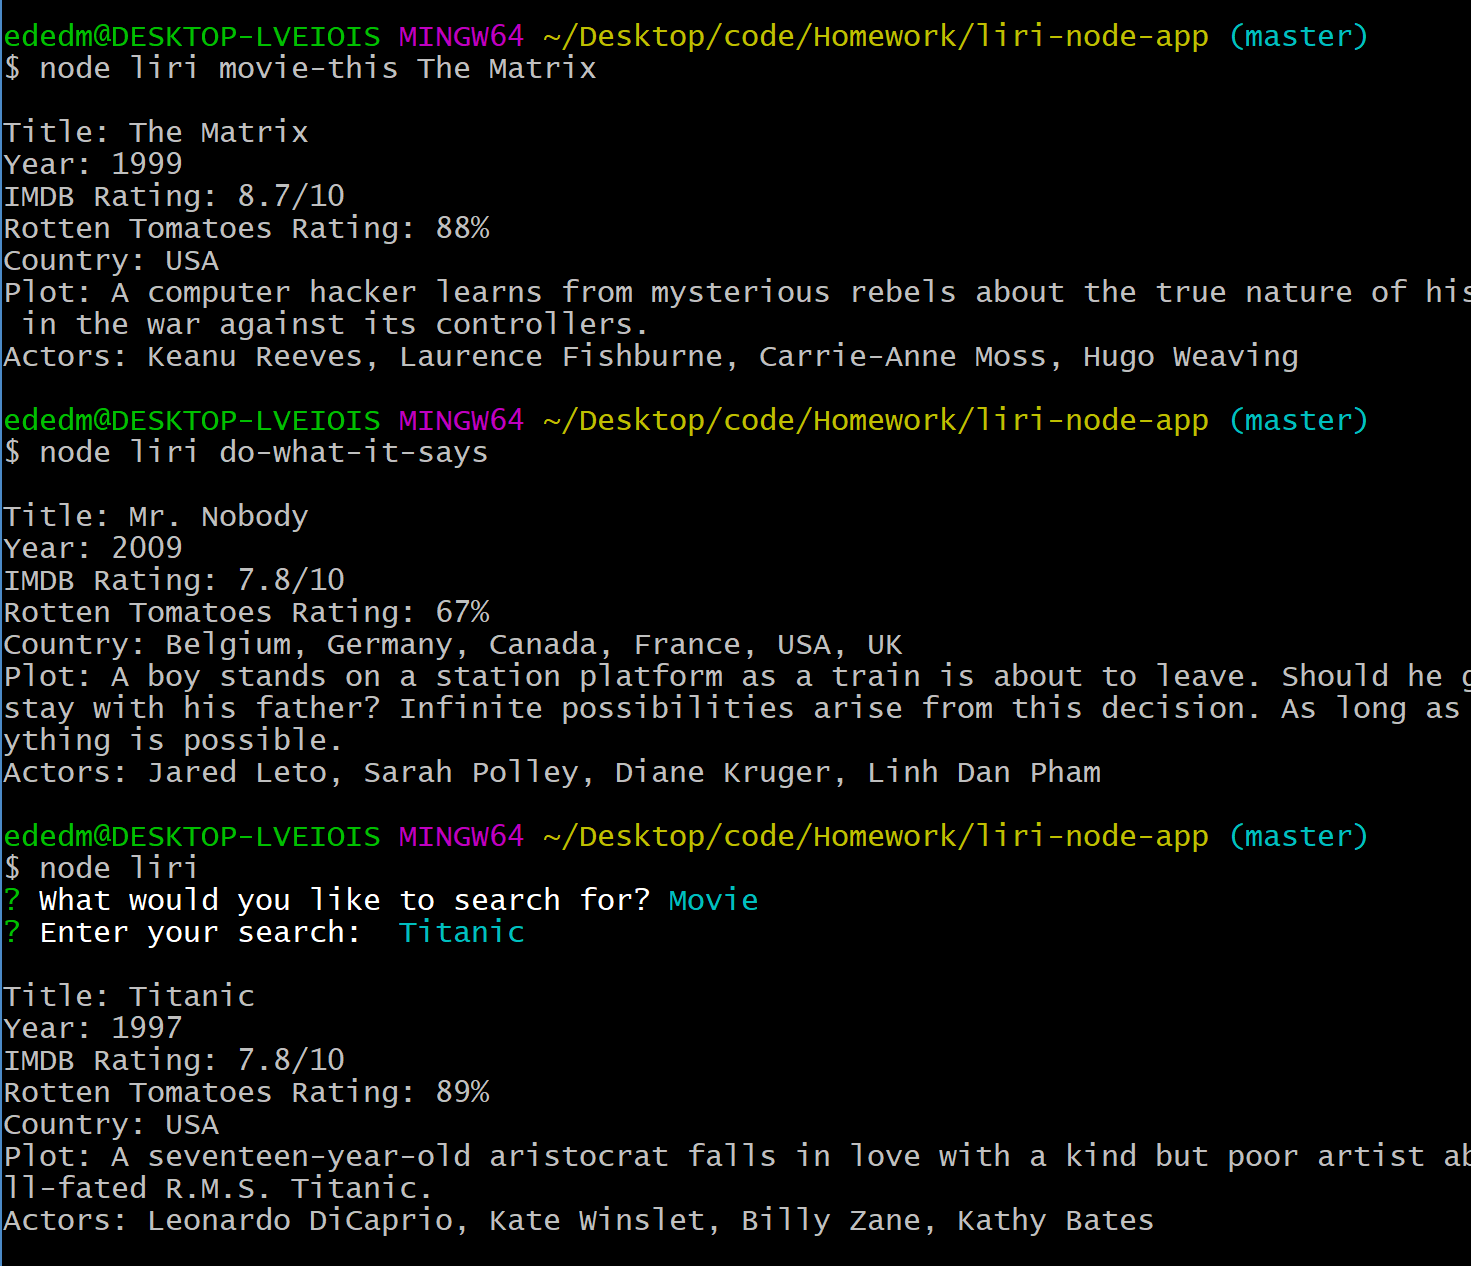 ededm@DESKTOP-LVEIOIS MINGW64 ~/Desktop/code/Homework/liri-node-app (master)
$ node liri movie-this The Matrix
Title: The Matrix
Year: 1999
IMDB Rating: 8.7/10
Rotten Tomatoes Rating: 88%
Country: USA
Plot: A computer hacker learns from mysterious rebels about the true nature of his
in the war against its controllers.
Actors: Keanu Reeves, Laurence Fishburne, Carrie-Anne Moss, Hugo Weaving
ededm@DESKTOP-LVEIOIS MINGW64 ~/Desktop/code/Homework/liri-node-app (master)
$ node liri do-what-it-says
Title: Mr. Nobody
Year: 2009
IMDB Rating: 7.8/10
Rotten Tomatoes Rating: 67%
Country: Belgium, Germany, Canada, France, USA, UK
Plot: A boy stands on a station platform as a train is about to leave. Should he g
stay with his father? Infinite possibilities arise from this decision. As long as
ything is possible.
Actors: Jared Leto, Sarah Polley, Diane Kruger, Linh Dan Pham
ededm@DESKTOP-LVEIOIS MINGW64 ~/Desktop/code/Homework/liri-node-app (master)
$ node liri
? What would you like to search for? Movie
? Enter your search:  Titanic
Title: Titanic
Year: 1997
IMDB Rating: 7.8/10
Rotten Tomatoes Rating: 89%
Country: USA
Plot: A seventeen-year-old aristocrat falls in love with a kind but poor artist ab
ll-fated R.M.S. Titanic.
Actors: Leonardo DiCaprio, Kate Winslet, Billy Zane, Kathy Bates